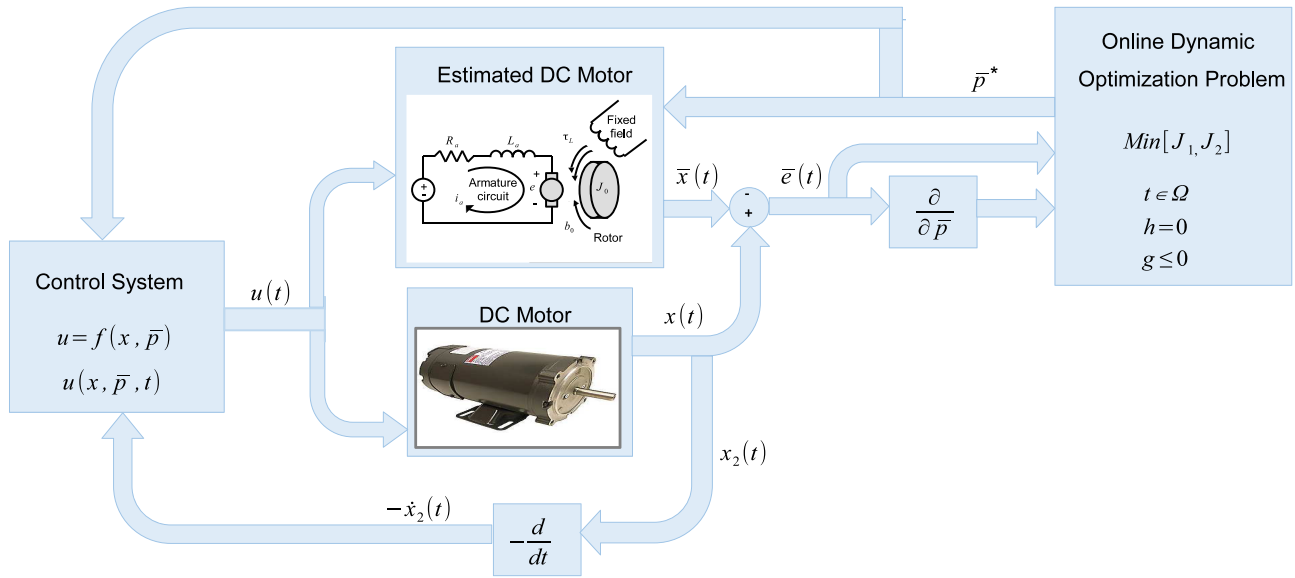 Online Dynamic
Optimization Problem
Min[J₁, J₂]
t ∈ Ω
h=0
g ≤ 0
p̅*
Estimated DC Motor
Rₐ
Lₐ
τ_L
Fixed
field
+
-
Armature
circuit
iₐ
+
e
-
J₀
b₀
Rotor
x̅(t)
-
+
e̅(t)
∂
∂ p̅
Control System
u= f(x, p̅)
u(x, p̅, t)
u(t)
DC Motor
x(t)
x₂(t)
−ẋ₂(t)
−d
dt